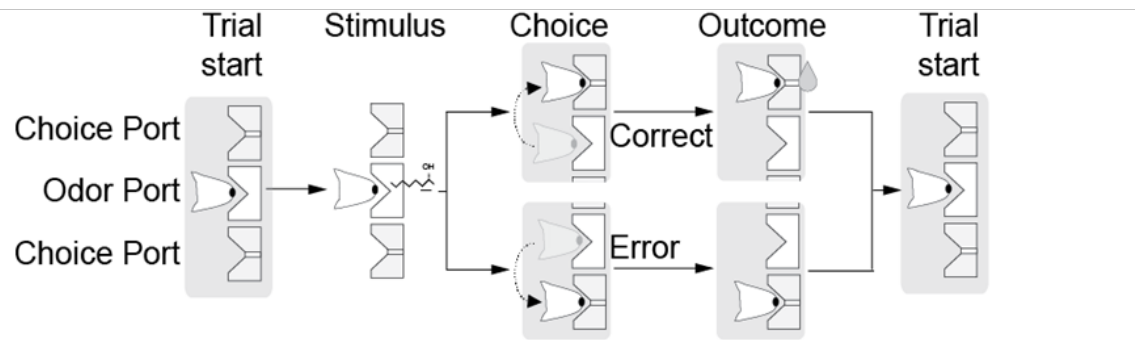 Trial start
Stimulus
Choice
Outcome
Trial start
Choice Port
Odor Port
Choice Port
OH
Correct
Error